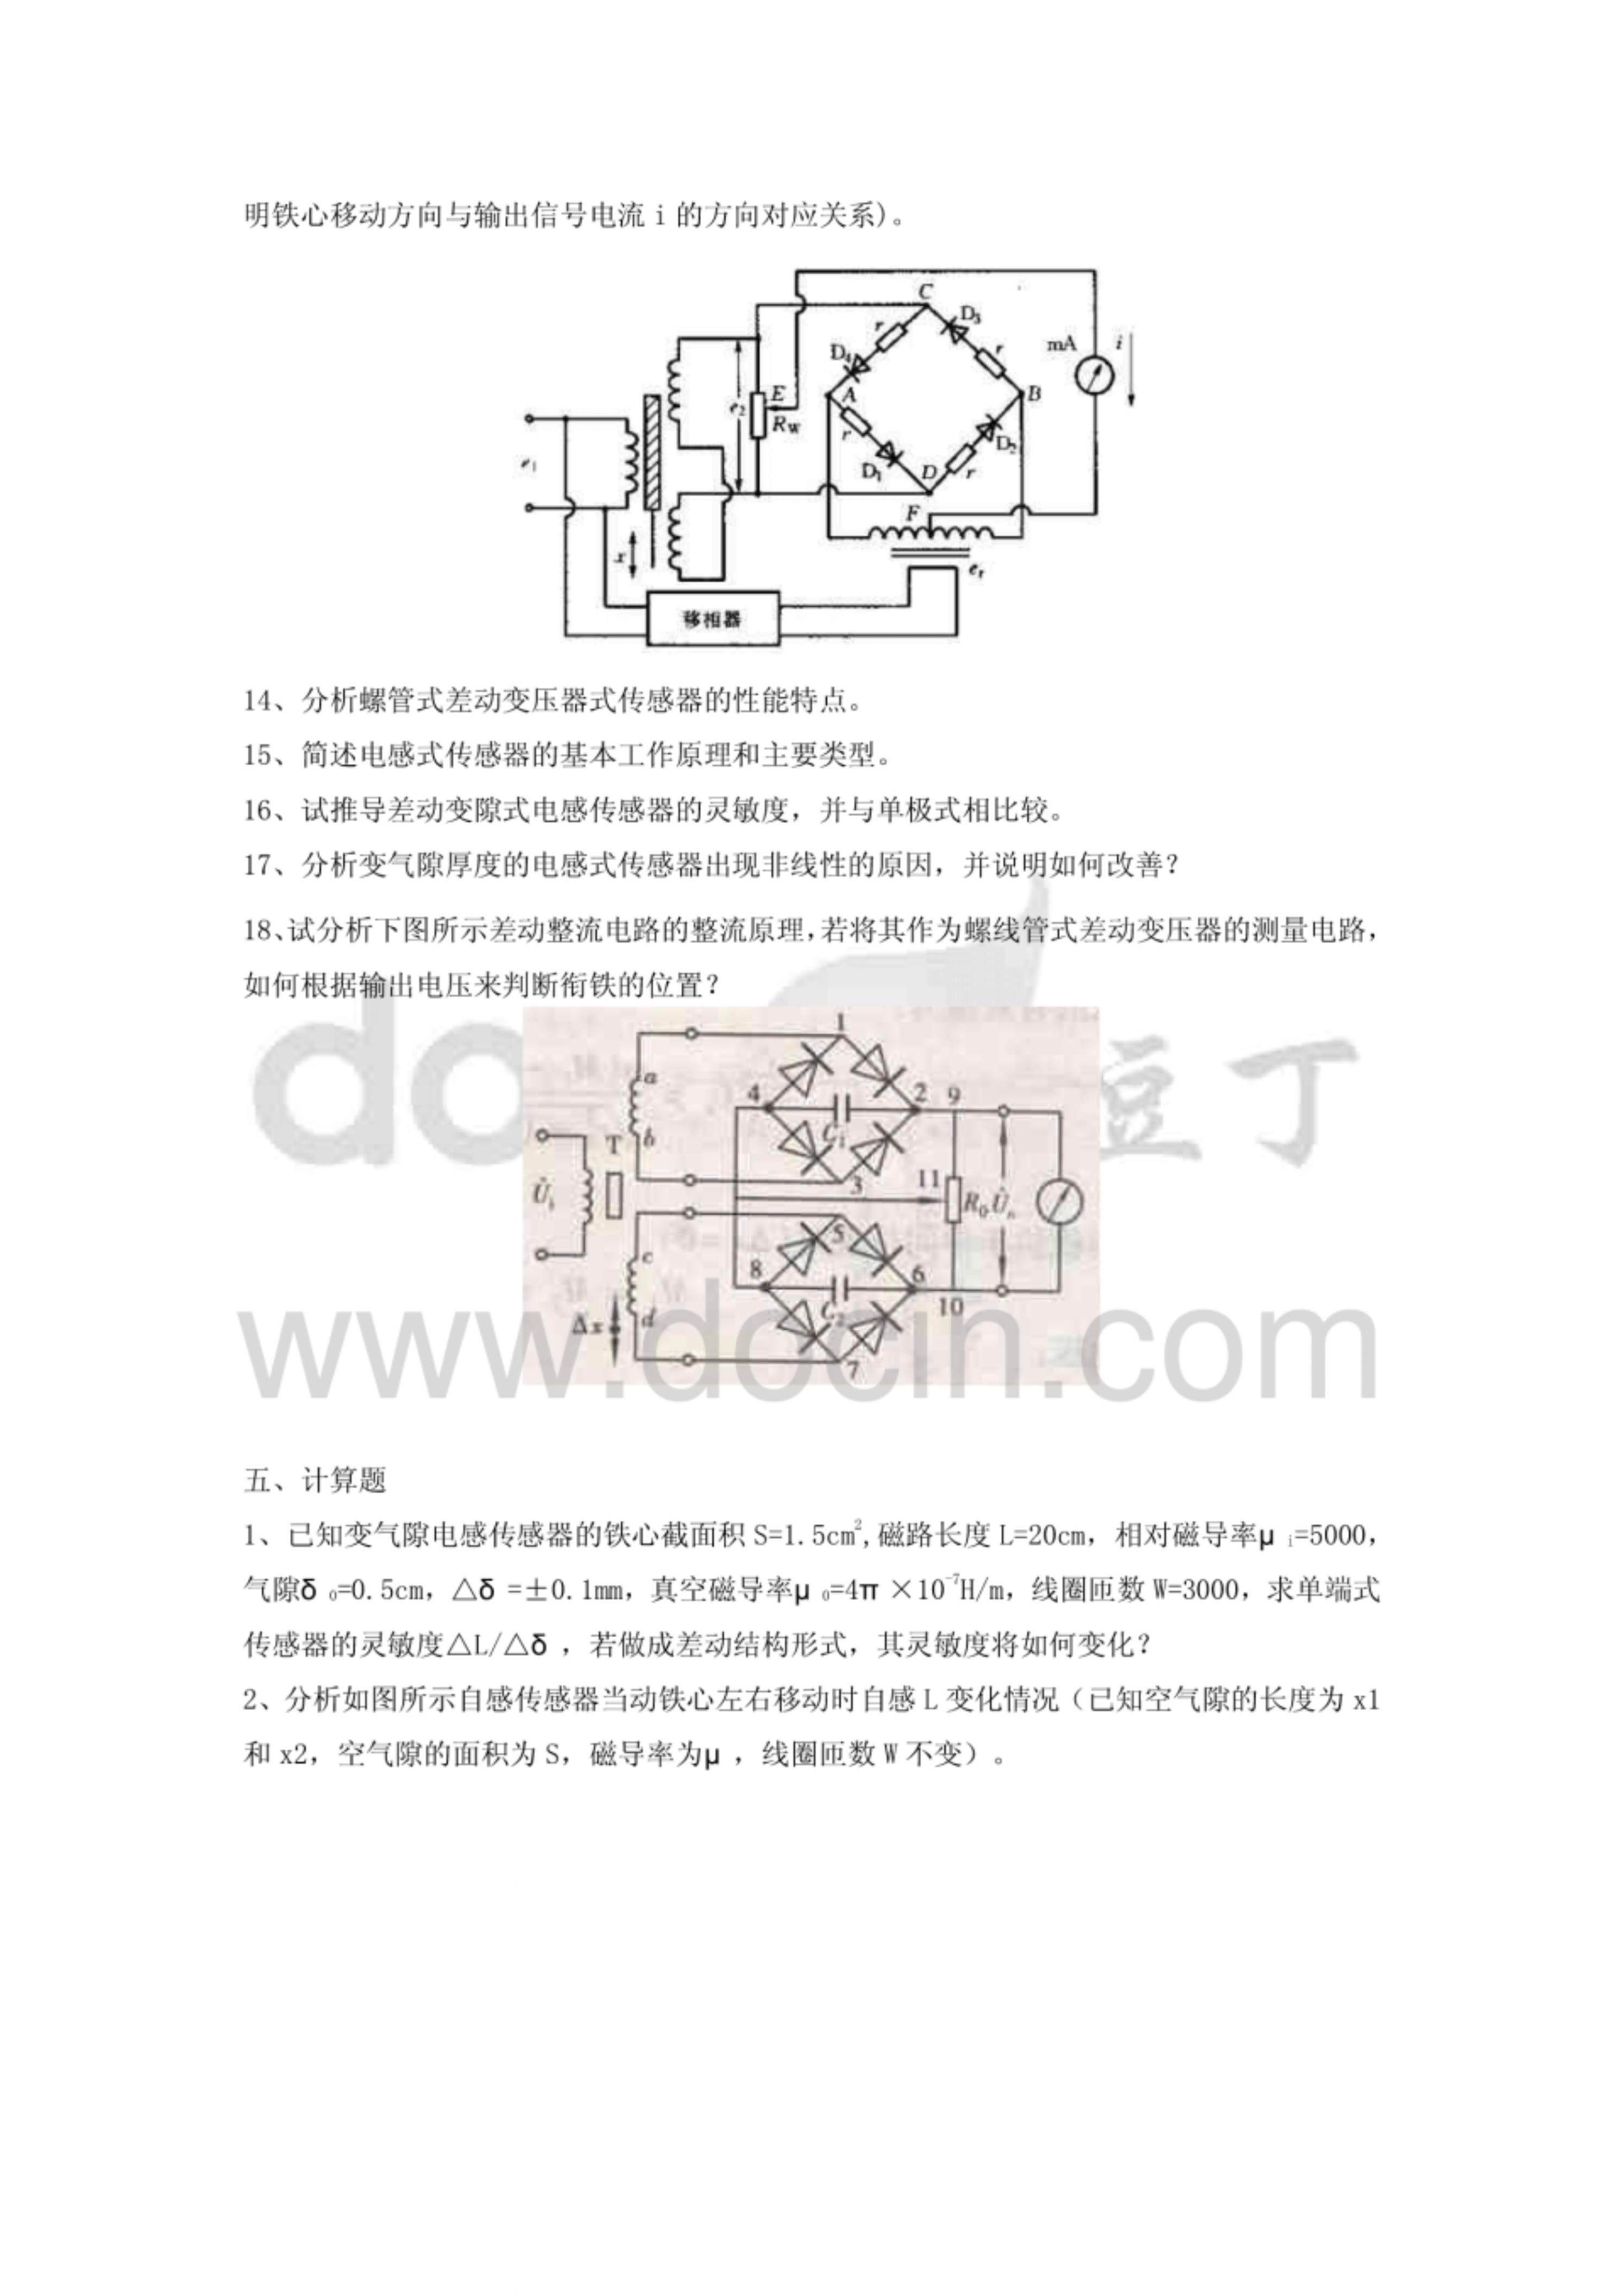 明铁心移动方向与输出信号电流 i 的方向对应关系)。
C
D₃
r
D₄
r
mA
i
A
B
E
e₂
R_W
r
D₂
D₁
D
r
e₁
F
x
e_r
移相器
14、分析螺管式差动变压器式传感器的性能特点。
15、简述电感式传感器的基本工作原理和主要类型。
16、试推导差动变隙式电感传感器的灵敏度，并与单极式相比较。
17、分析变气隙厚度的电感式传感器出现非线性的原因，并说明如何改善？
18、试分析下图所示差动整流电路的整流原理，若将其作为螺线管式差动变压器的测量电路，
如何根据输出电压来判断衔铁的位置？
豆丁
1
a
4
2
9
C₁
b
T
3
11
U̇ᵢ
R₀
U̇ₒ
5
c
8
6
C₂
10
Δx
d
7
www.docin.com
五、计算题
1、已知变气隙电感传感器的铁心截面积 S=1.5cm²,磁路长度 L=20cm，相对磁导率μ ᵢ=5000，
气隙δ ₀=0.5cm，△δ =±0.1mm，真空磁导率μ ₀=4π ×10⁻⁷H/m，线圈匝数 W=3000，求单端式
传感器的灵敏度△L/△δ ，若做成差动结构形式，其灵敏度将如何变化？
2、分析如图所示自感传感器当动铁心左右移动时自感 L 变化情况（已知空气隙的长度为 x1
和 x2，空气隙的面积为 S，磁导率为μ ，线圈匝数 W 不变）。